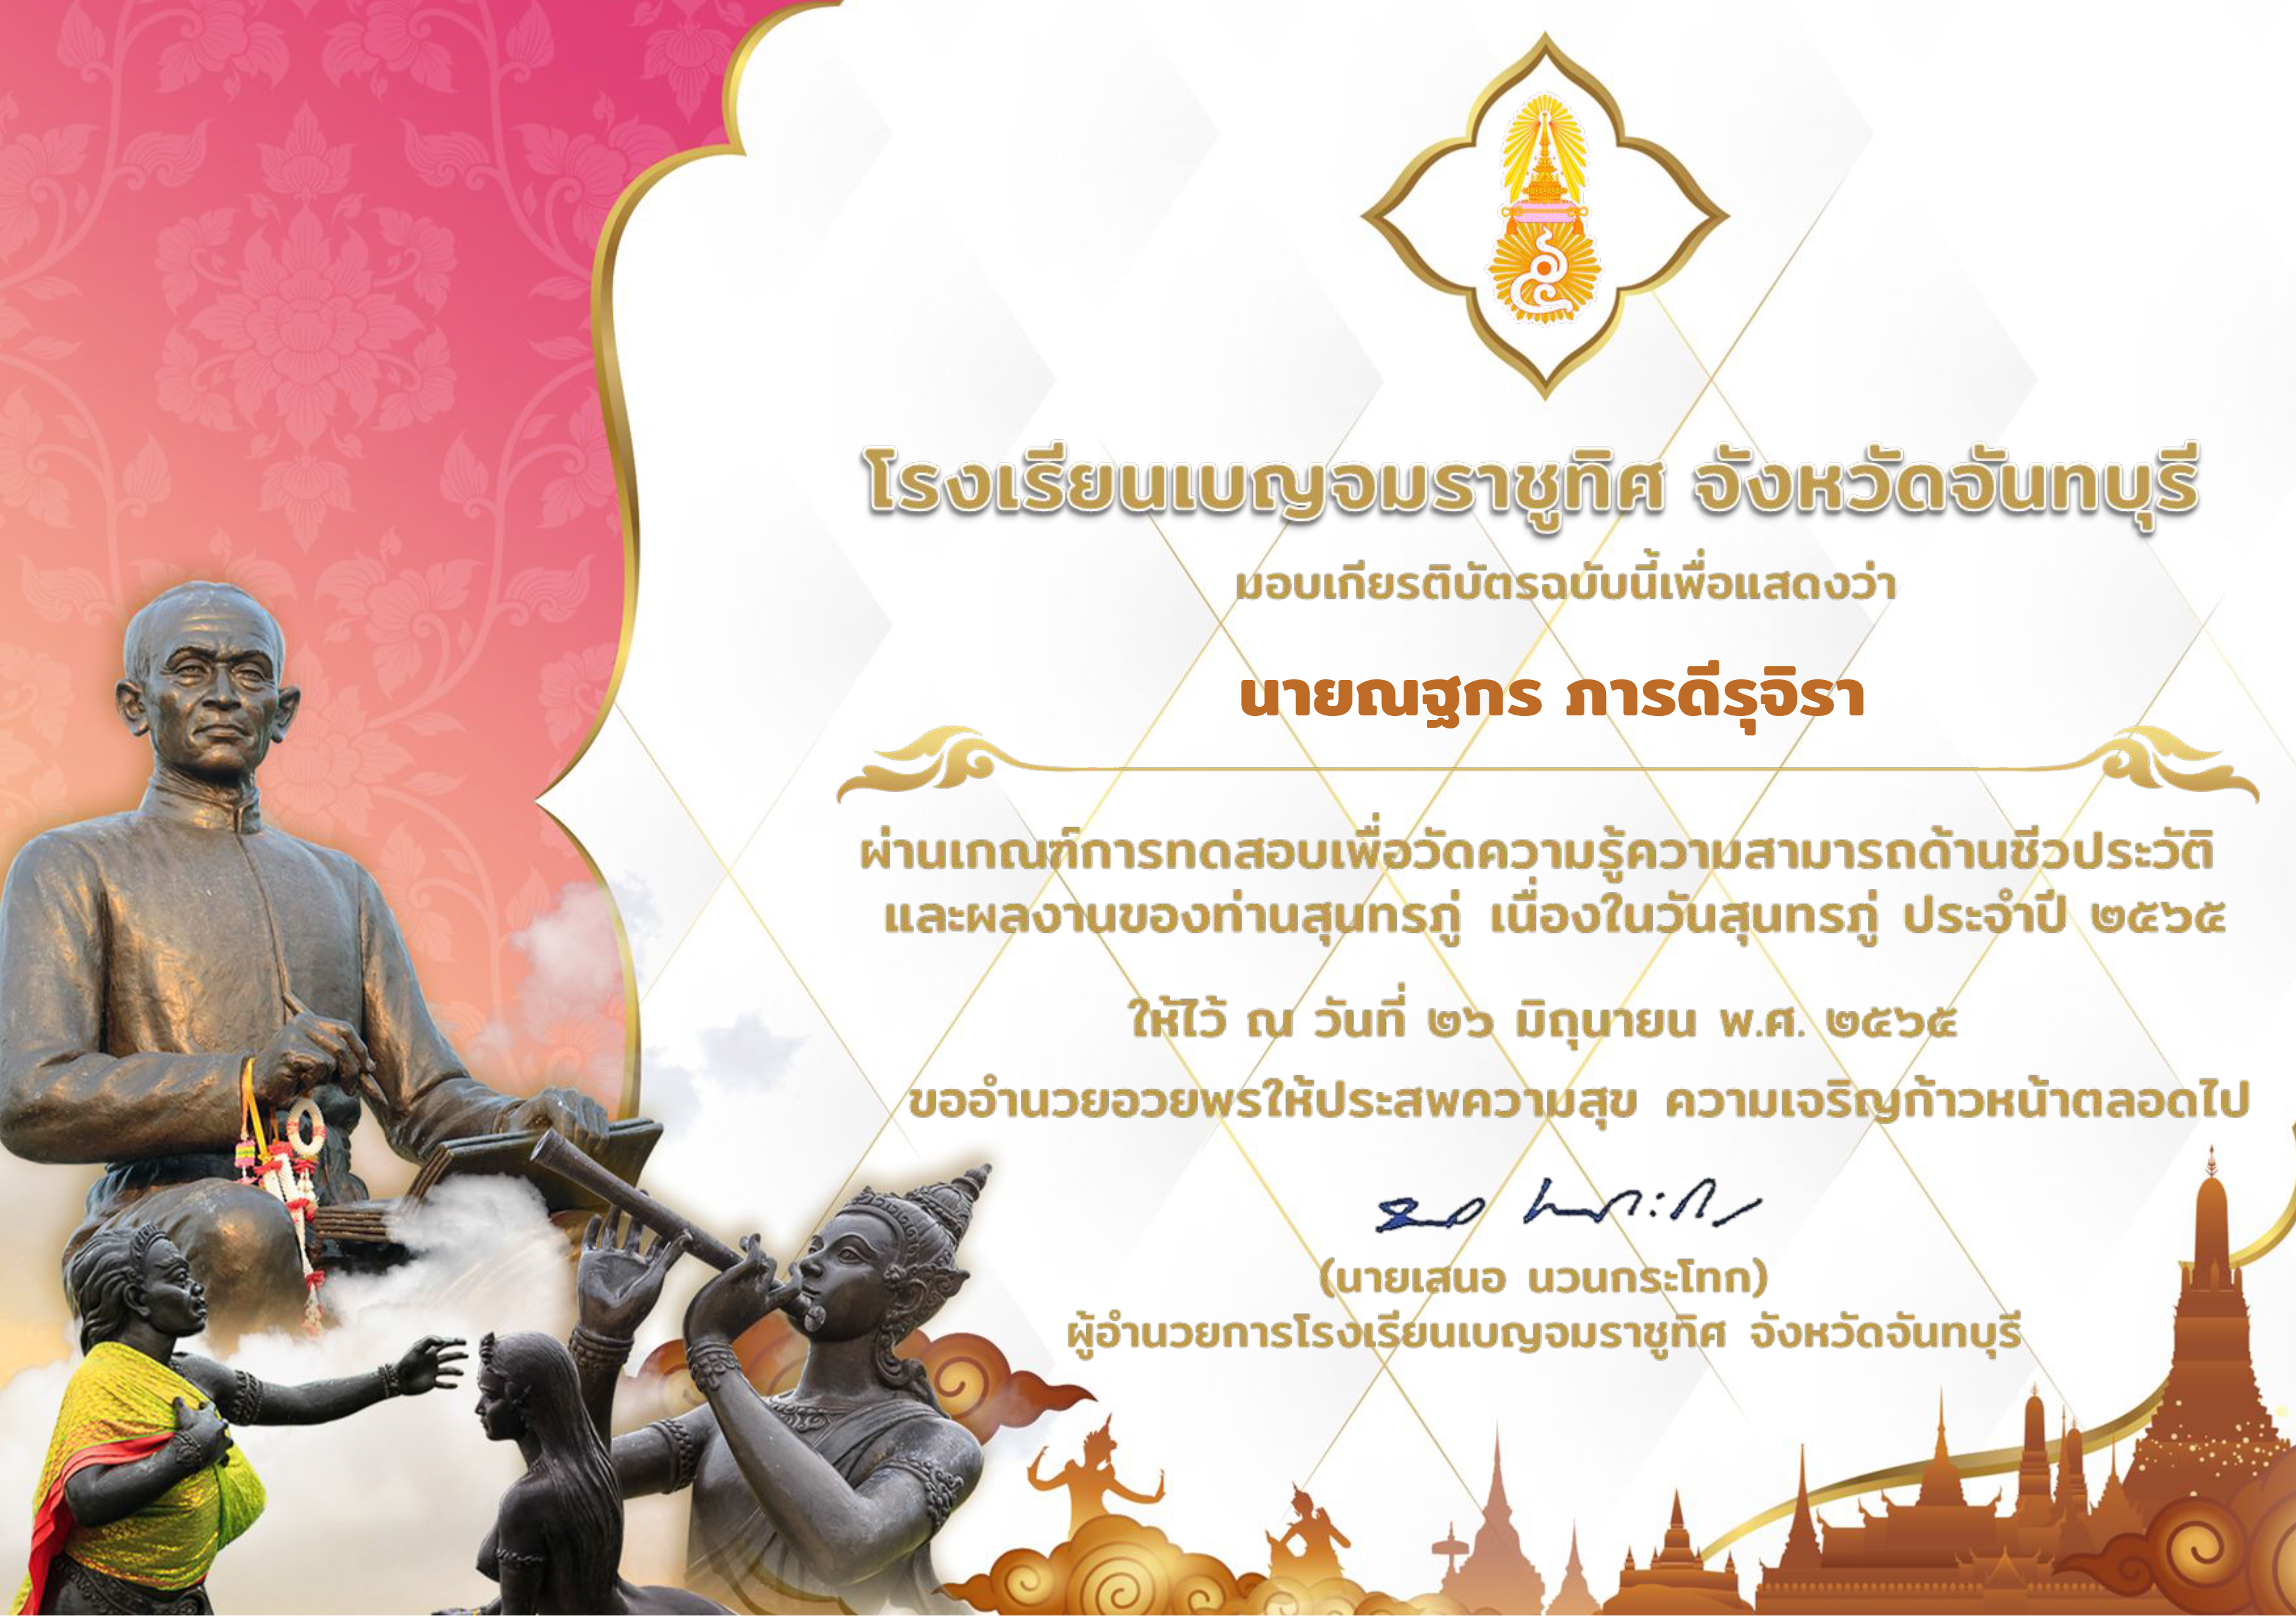 โรงเรียนเบญจมราชูทิศ จังหวัดจันทบุรี
มอบเกียรติบัตรฉบับนี้เพื่อแสดงว่า
นายณฐกร ภารดีรุจิรา
ผ่านเกณฑ์การทดสอบเพื่อวัดความรู้ความสามารถด้านชีวประวัติ
และผลงานของท่านสุนทรภู่ เนื่องในวันสุนทรภู่ ประจำปี ๒๕๖๕
ให้ไว้ ณ วันที่ ๒๖ มิถุนายน พ.ศ. ๒๕๖๕
ขออำนวยอวยพรให้ประสพความสุข ความเจริญก้าวหน้าตลอดไป
(นายเสนอ นวนกระโทก)
ผู้อำนวยการโรงเรียนเบญจมราชูทิศ จังหวัดจันทบุรี